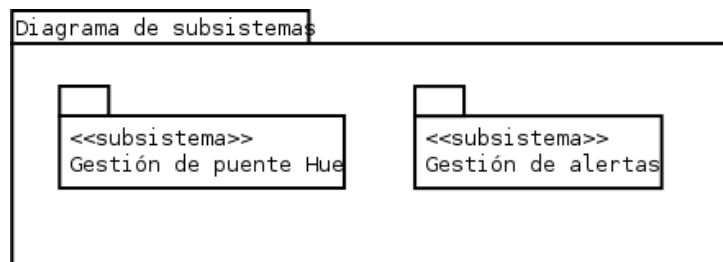 Diagrama de subsistemas
<<subsistema>>
Gestión de puente Hue
<<subsistema>>
Gestión de alertas